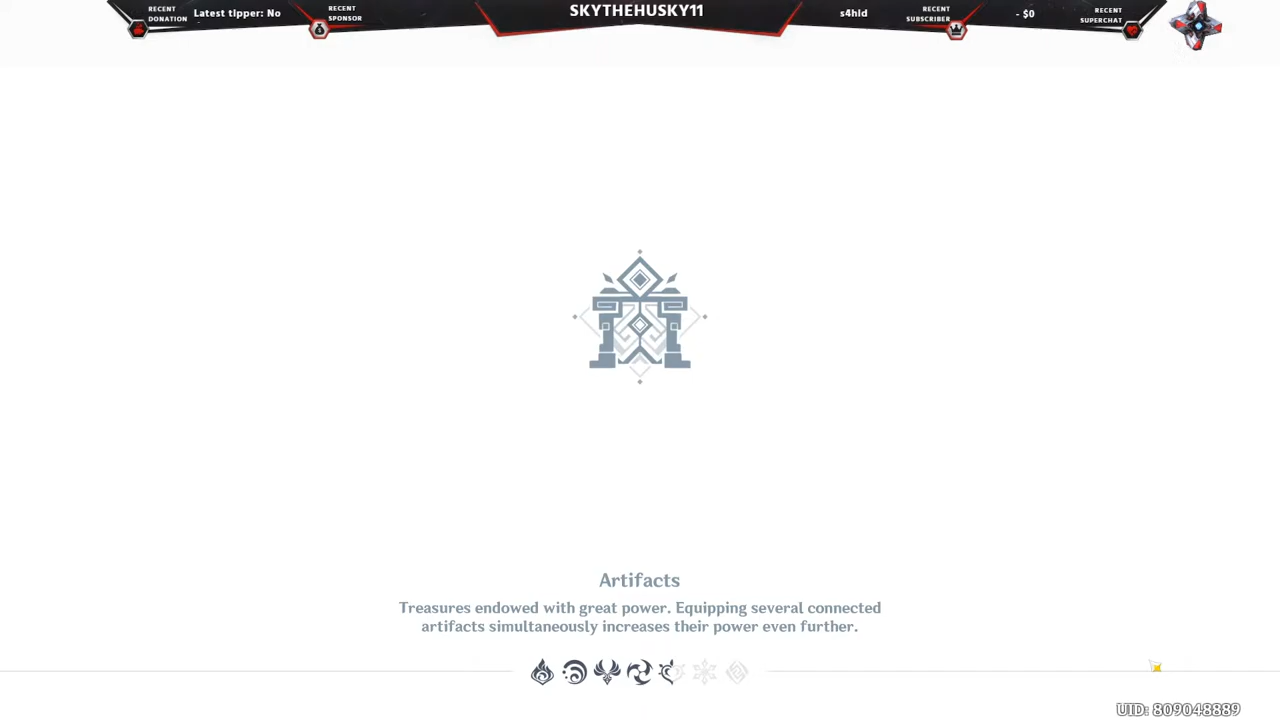 RECENT
DONATION
Latest tipper: No
RECENT
SPONSOR
SKYTHEHUSKY11
s4hld
RECENT
SUBSCRIBER
- $0
RECENT
SUPERCHAT
Artifacts
Treasures endowed with great power. Equipping several connected
artifacts simultaneously increases their power even further.
UID: 809048889